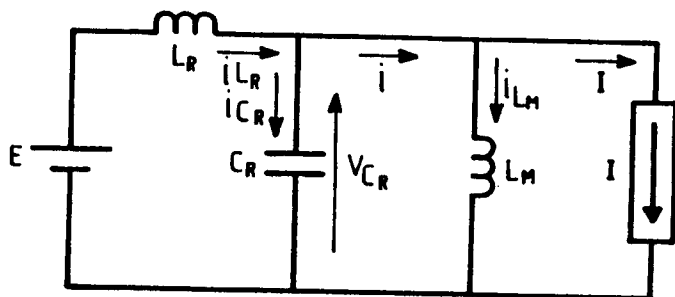 L_R
i_{L_R}
i
i_{L_M}
I
i_{C_R}
E
C_R
V_{C_R}
L_M
I